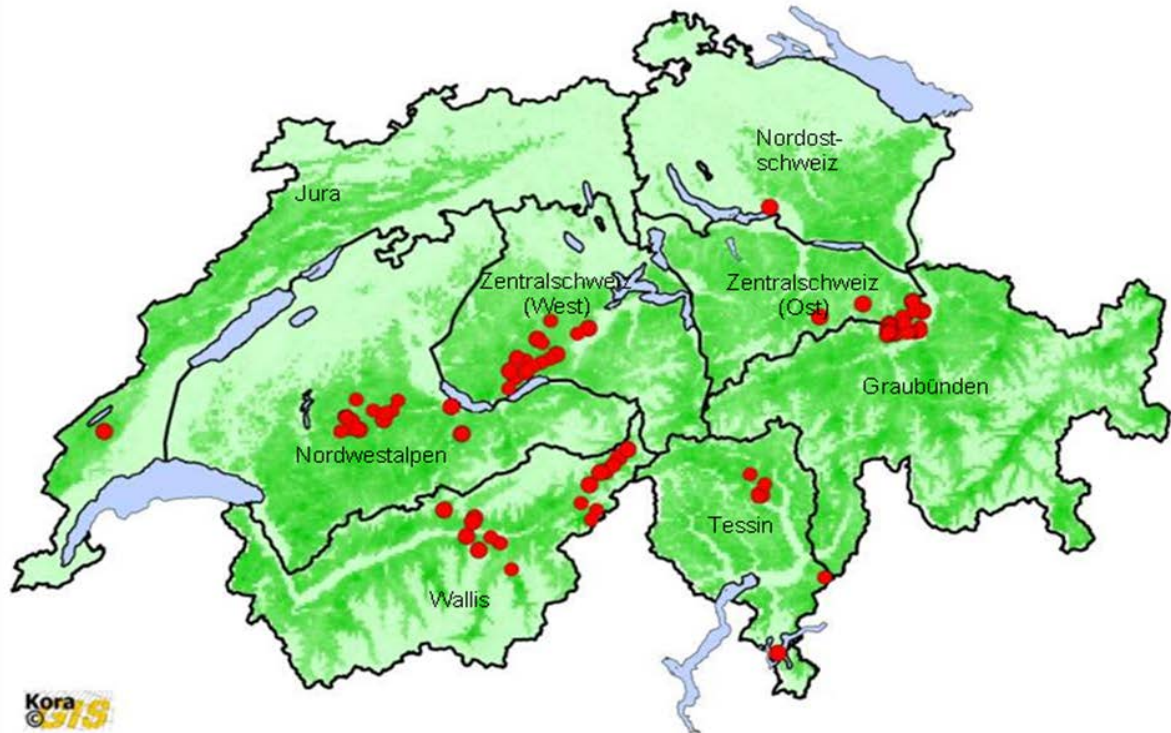 Nordost-
schweiz
Jura
Zentralschweiz
(West)
Zentralschweiz
(Ost)
Graubünden
Nordwestalpen
Tessin
Wallis
Kora
© GIS